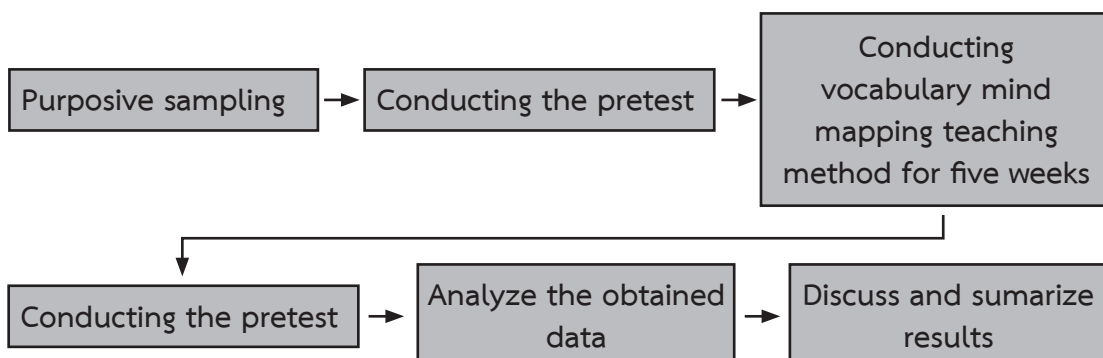 Purposive sampling
Conducting the pretest
Conducting
vocabulary mind
mapping teaching
method for five weeks
Conducting the pretest
Analyze the obtained
data
Discuss and sumarize
results